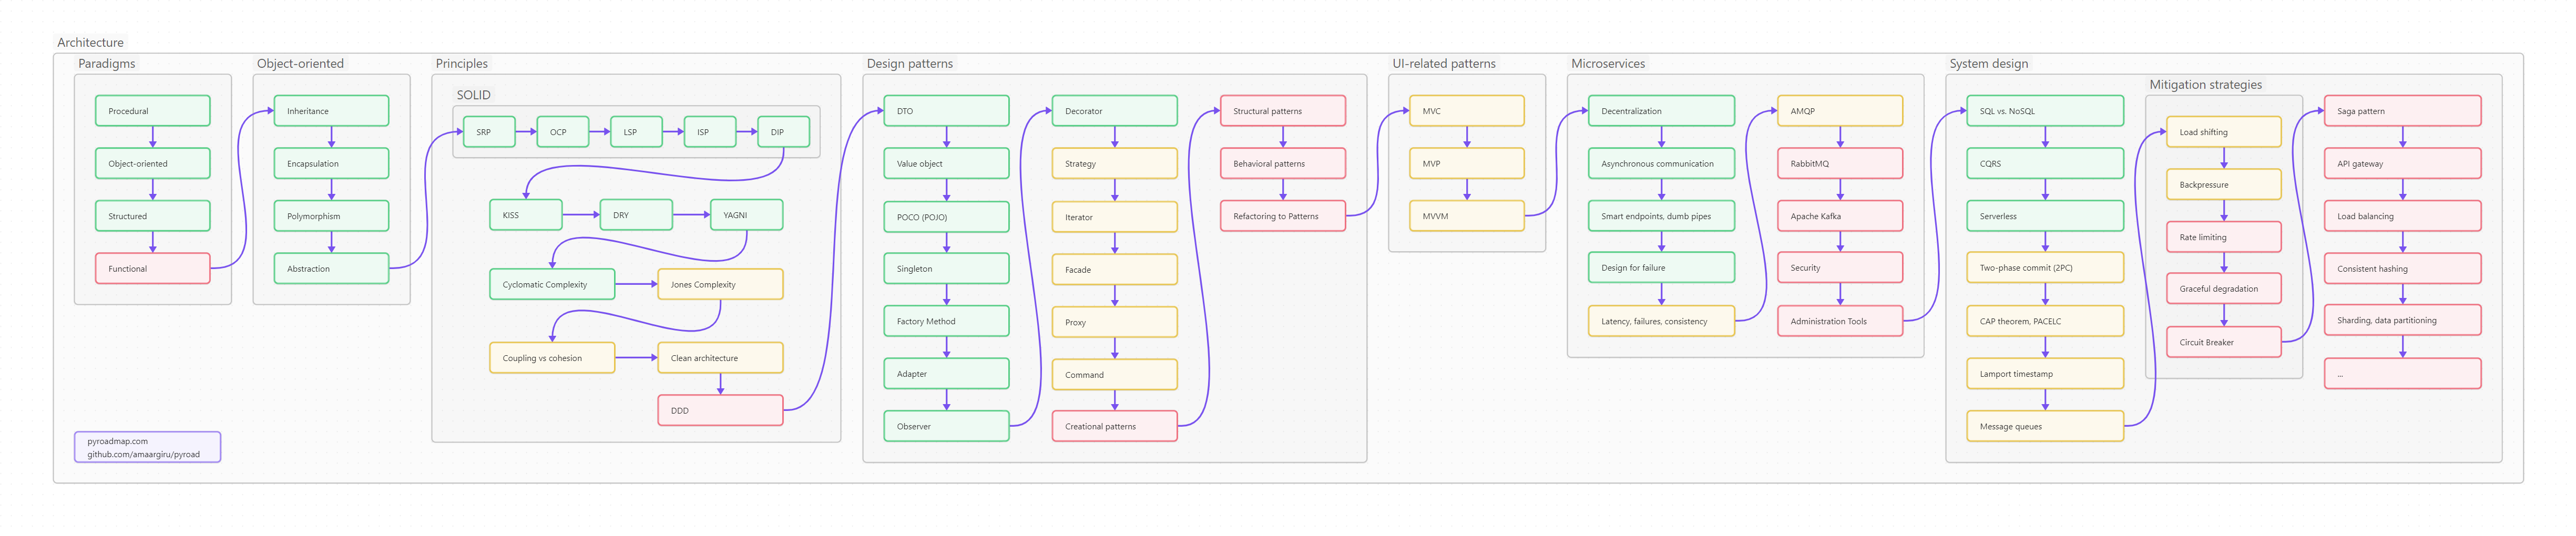 Architecture
Paradigms
Procedural
Object-oriented
Structured
Functional
Object-oriented
Inheritance
Encapsulation
Polymorphism
Abstraction
Principles
SOLID
SRP
OCP
LSP
ISP
DIP
KISS
DRY
YAGNI
Cyclomatic Complexity
Jones Complexity
Coupling vs cohesion
Clean architecture
DDD
Design patterns
DTO
Value object
POCO (POJO)
Singleton
Factory Method
Adapter
Observer
Decorator
Strategy
Iterator
Facade
Proxy
Command
Creational patterns
Structural patterns
Behavioral patterns
Refactoring to Patterns
UI-related patterns
MVC
MVP
MVVM
Microservices
Decentralization
Asynchronous communication
Smart endpoints, dumb pipes
Design for failure
Latency, failures, consistency
AMQP
RabbitMQ
Apache Kafka
Security
Administration Tools
System design
SQL vs. NoSQL
CQRS
Serverless
Two-phase commit (2PC)
CAP theorem, PACELC
Lamport timestamp
Message queues
Mitigation strategies
Load shifting
Backpressure
Rate limiting
Graceful degradation
Circuit Breaker
Saga pattern
API gateway
Load balancing
Consistent hashing
Sharding, data partitioning
...
pyroadmap.com
github.com/amaargiru/pyroad